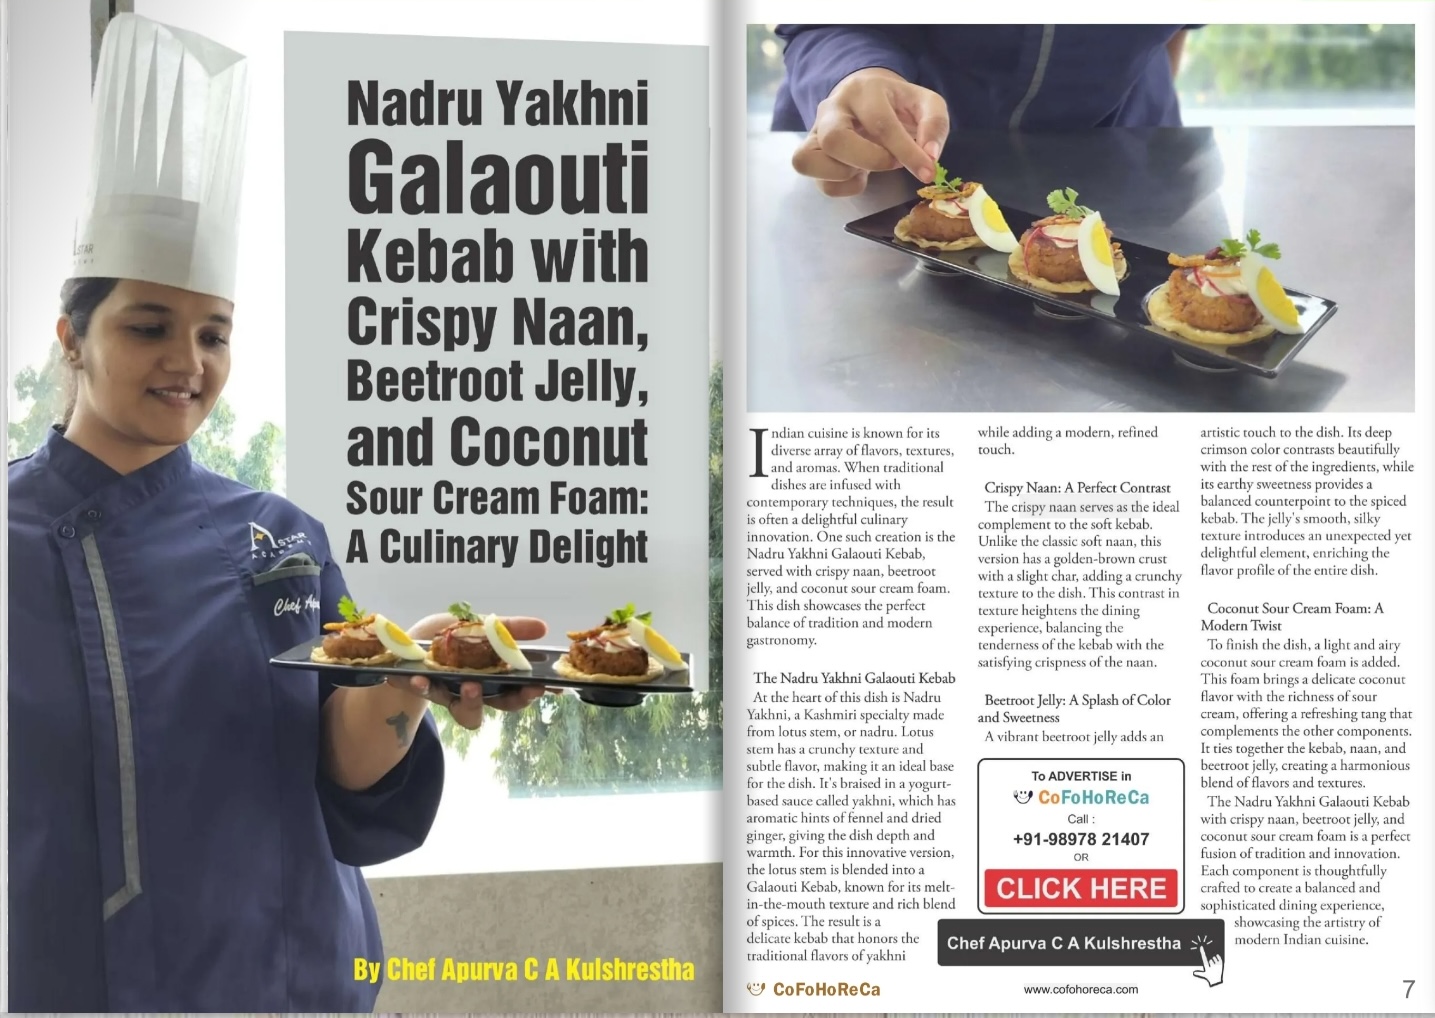 Nadru Yakhni
Galaouti
Kebab with
Crispy Naan,
Beetroot Jelly,
and Coconut
Sour Cream Foam:
A Culinary Delight
STAR
A STAR
ACADEMY
Chef
By Chef Apurva C A Kulshrestha
Indian cuisine is known for its
diverse array of flavors, textures,
and aromas. When traditional
dishes are infused with
contemporary techniques, the result
is often a delightful culinary
innovation. One such creation is the
Nadru Yakhni Galaouti Kebab,
served with crispy naan, beetroot
jelly, and coconut sour cream foam.
This dish showcases the perfect
balance of tradition and modern
gastronomy.
The Nadru Yakhni Galaouti Kebab
At the heart of this dish is Nadru
Yakhni, a Kashmiri specialty made
from lotus stem, or nadru. Lotus
stem has a crunchy texture and
subtle flavor, making it an ideal base
for the dish. It's braised in a yogurt-
based sauce called yakhni, which has
aromatic hints of fennel and dried
ginger, giving the dish depth and
warmth. For this innovative version,
the lotus stem is blended into a
Galaouti Kebab, known for its melt-
in-the-mouth texture and rich blend
of spices. The result is a
delicate kebab that honors the
traditional flavors of yakhni
while adding a modern, refined
touch.
Crispy Naan: A Perfect Contrast
The crispy naan serves as the ideal
complement to the soft kebab.
Unlike the classic soft naan, this
version has a golden-brown crust
with a slight char, adding a crunchy
texture to the dish. This contrast in
texture heightens the dining
experience, balancing the
tenderness of the kebab with the
satisfying crispness of the naan.
Beetroot Jelly: A Splash of Color
and Sweetness
A vibrant beetroot jelly adds an
artistic touch to the dish. Its deep
crimson color contrasts beautifully
with the rest of the ingredients, while
its earthy sweetness provides a
balanced counterpoint to the spiced
kebab. The jelly's smooth, silky
texture introduces an unexpected yet
delightful element, enriching the
flavor profile of the entire dish.
Coconut Sour Cream Foam: A
Modern Twist
To finish the dish, a light and airy
coconut sour cream foam is added.
This foam brings a delicate coconut
flavor with the richness of sour
cream, offering a refreshing tang that
complements the other components.
It ties together the kebab, naan, and
beetroot jelly, creating a harmonious
blend of flavors and textures.
The Nadru Yakhni Galaouti Kebab
with crispy naan, beetroot jelly, and
coconut sour cream foam is a perfect
fusion of tradition and innovation.
Each component is thoughtfully
crafted to create a balanced and
sophisticated dining experience,
showcasing the artistry of
modern Indian cuisine.
To ADVERTISE in
CoFoHoReCa
Call :
+91-98978 21407
OR
CLICK HERE
Chef Apurva C A Kulshrestha
CoFoHoReCa
www.cofohoreca.com
7